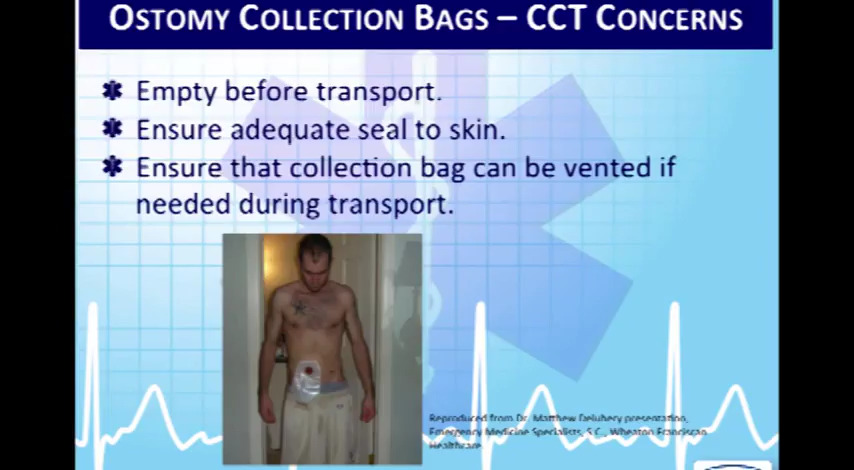 OSTOMY COLLECTION BAGS – CCT CONCERNS
Empty before transport.
Ensure adequate seal to skin.
Ensure that collection bag can be vented if
needed during transport.
Reproduced from Dr. Matthew Deluhery presentation,
Emergency Medicine Specialists, S.C., Wheaton Franciscan
Healthcare